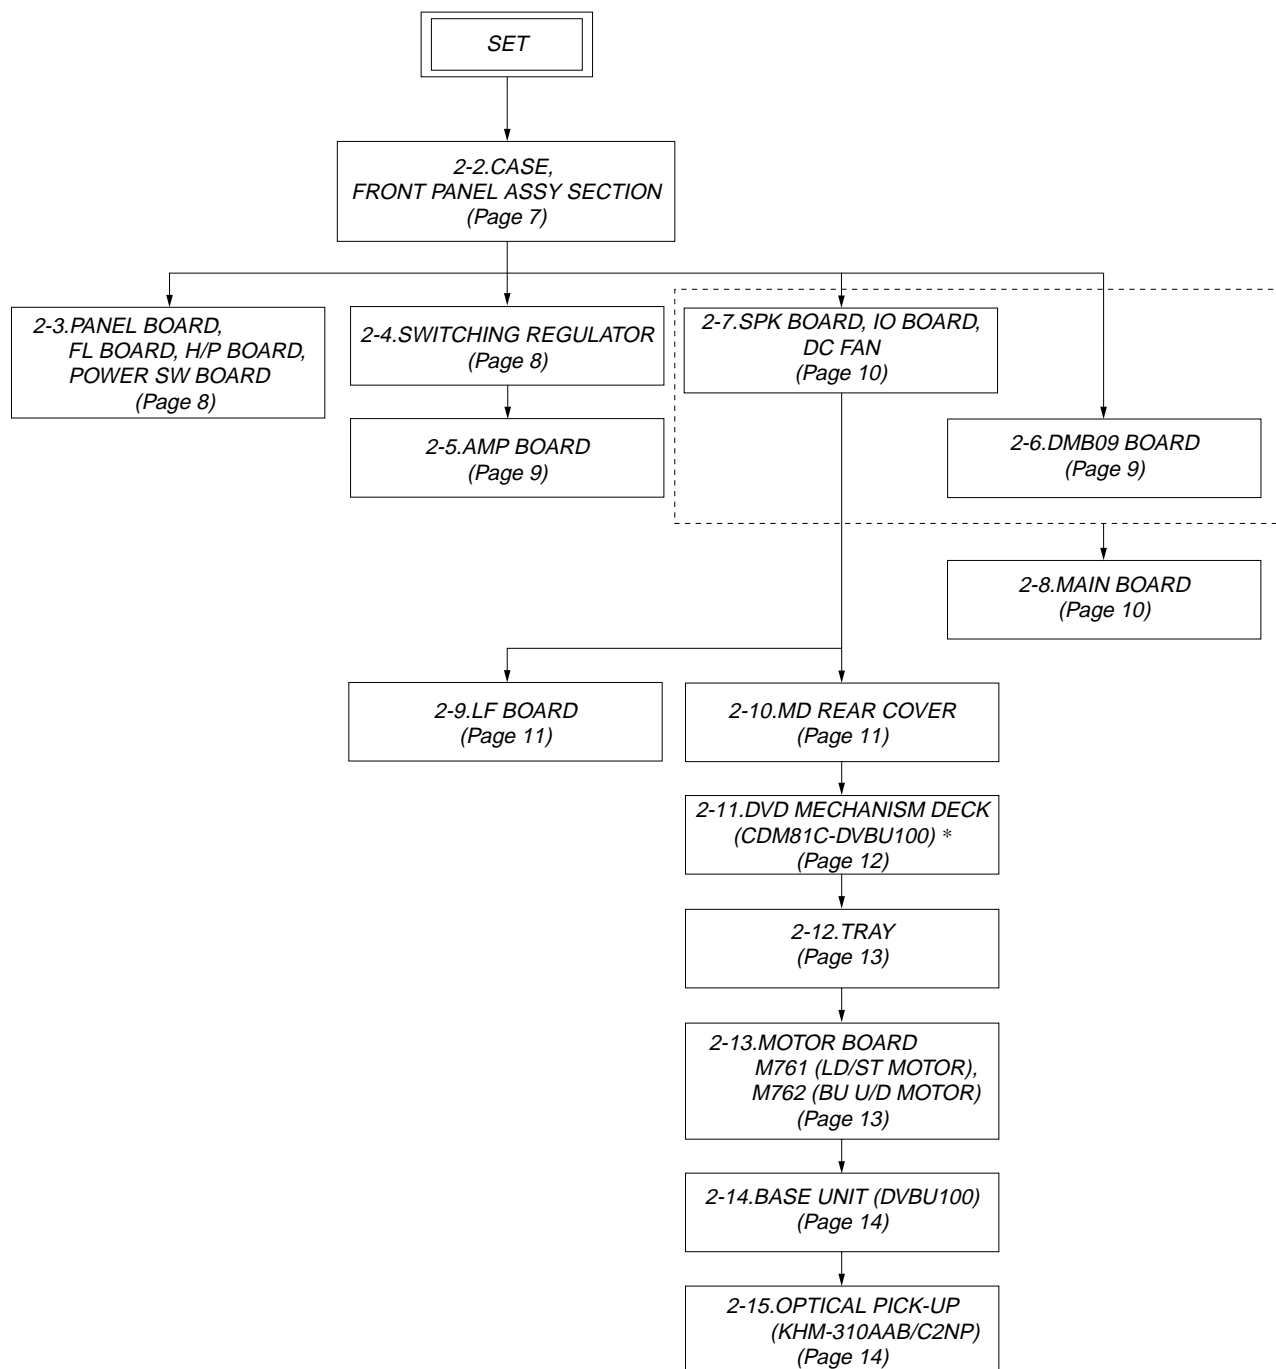 SET
2-2.CASE,
FRONT PANEL ASSY SECTION
(Page 7)
2-3.PANEL BOARD,
FL BOARD, H/P BOARD,
POWER SW BOARD
(Page 8)
2-4.SWITCHING REGULATOR
(Page 8)
2-5.AMP BOARD
(Page 9)
2-7.SPK BOARD, IO BOARD,
DC FAN
(Page 10)
2-6.DMB09 BOARD
(Page 9)
2-8.MAIN BOARD
(Page 10)
2-9.LF BOARD
(Page 11)
2-10.MD REAR COVER
(Page 11)
2-11.DVD MECHANISM DECK
(CDM81C-DVBU100) *
(Page 12)
2-12.TRAY
(Page 13)
2-13.MOTOR BOARD
M761 (LD/ST MOTOR),
M762 (BU U/D MOTOR)
(Page 13)
2-14.BASE UNIT (DVBU100)
(Page 14)
2-15.OPTICAL PICK-UP
(KHM-310AAB/C2NP)
(Page 14)